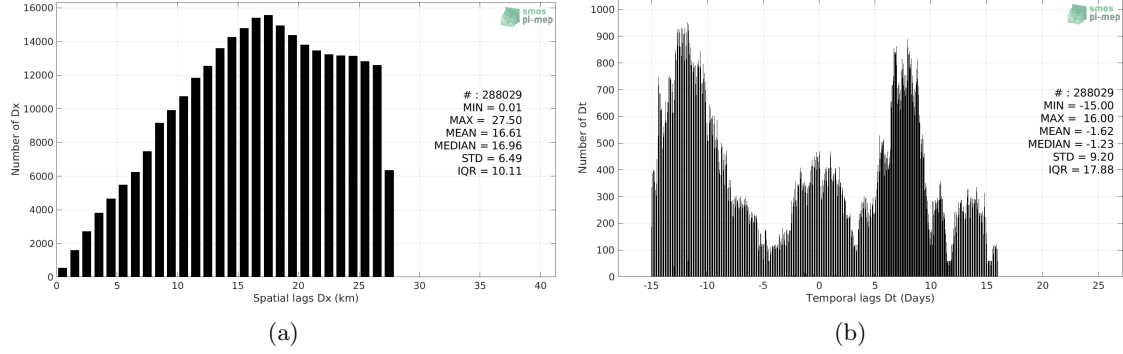 16000
14000
12000
10000
8000
6000
4000
2000
0
Number of Dx
0
5
10
15
20
25
30
35
40
Spatial lags Dx (km)
smos
pi-mep
# : 288029
MIN = 0.01
MAX = 27.50
MEAN = 16.61
MEDIAN = 16.96
STD = 6.49
IQR = 10.11
(a)
1000
900
800
700
600
500
400
300
200
100
0
Number of Dt
-15
-10
-5
0
5
10
15
20
25
Temporal lags Dt (Days)
smos
pi-mep
# : 288029
MIN = -15.00
MAX = 16.00
MEAN = -1.62
MEDIAN = -1.23
STD = 9.20
IQR = 17.88
(b)